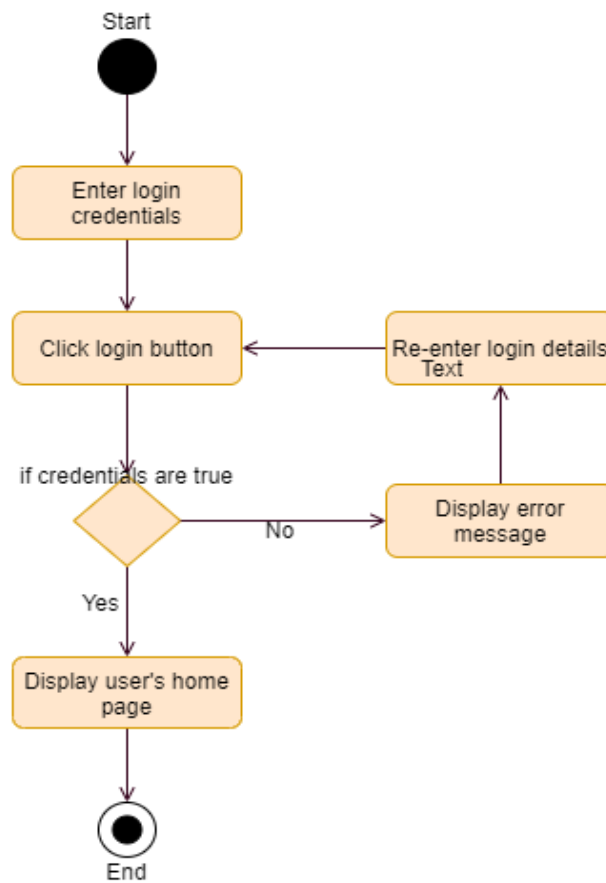 Start
Enter login
credentials
Click login button
Re-enter login details
Text
if credentials are true
No
Display error
message
Yes
Display user's home
page
End